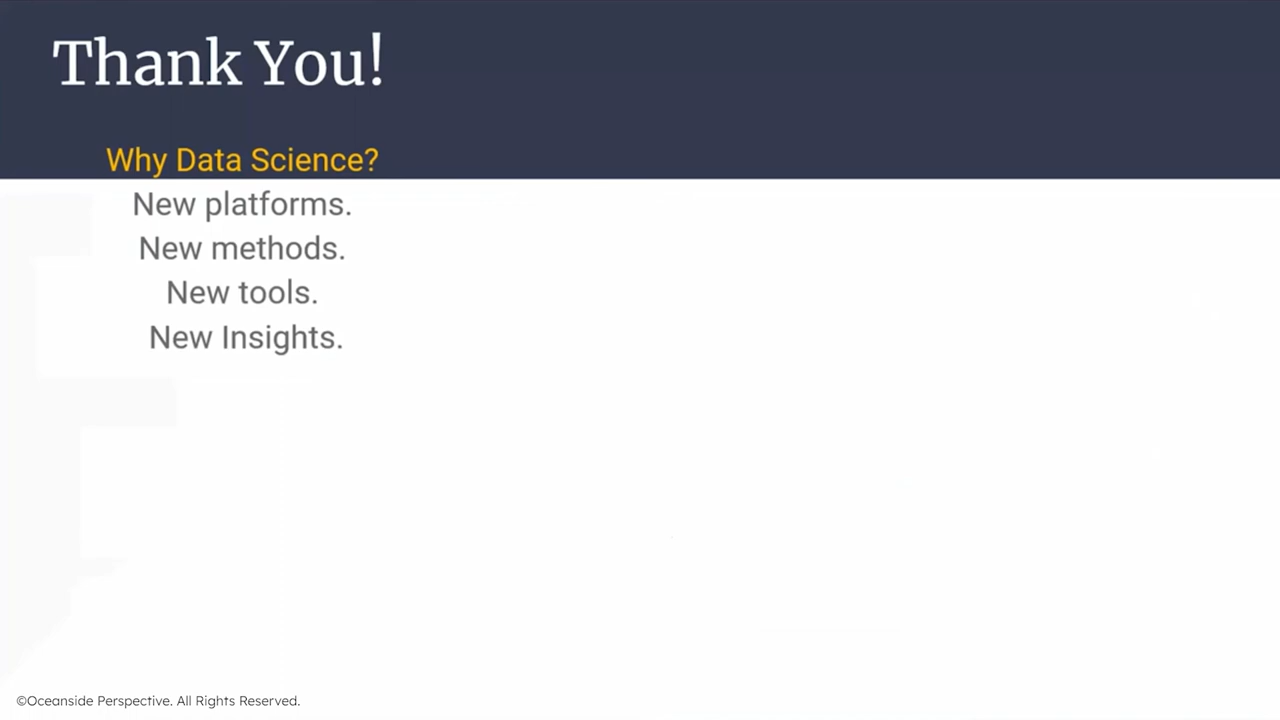 Thank You!
Why Data Science?
New platforms.
New methods.
New tools.
New Insights.
©Oceanside Perspective. All Rights Reserved.